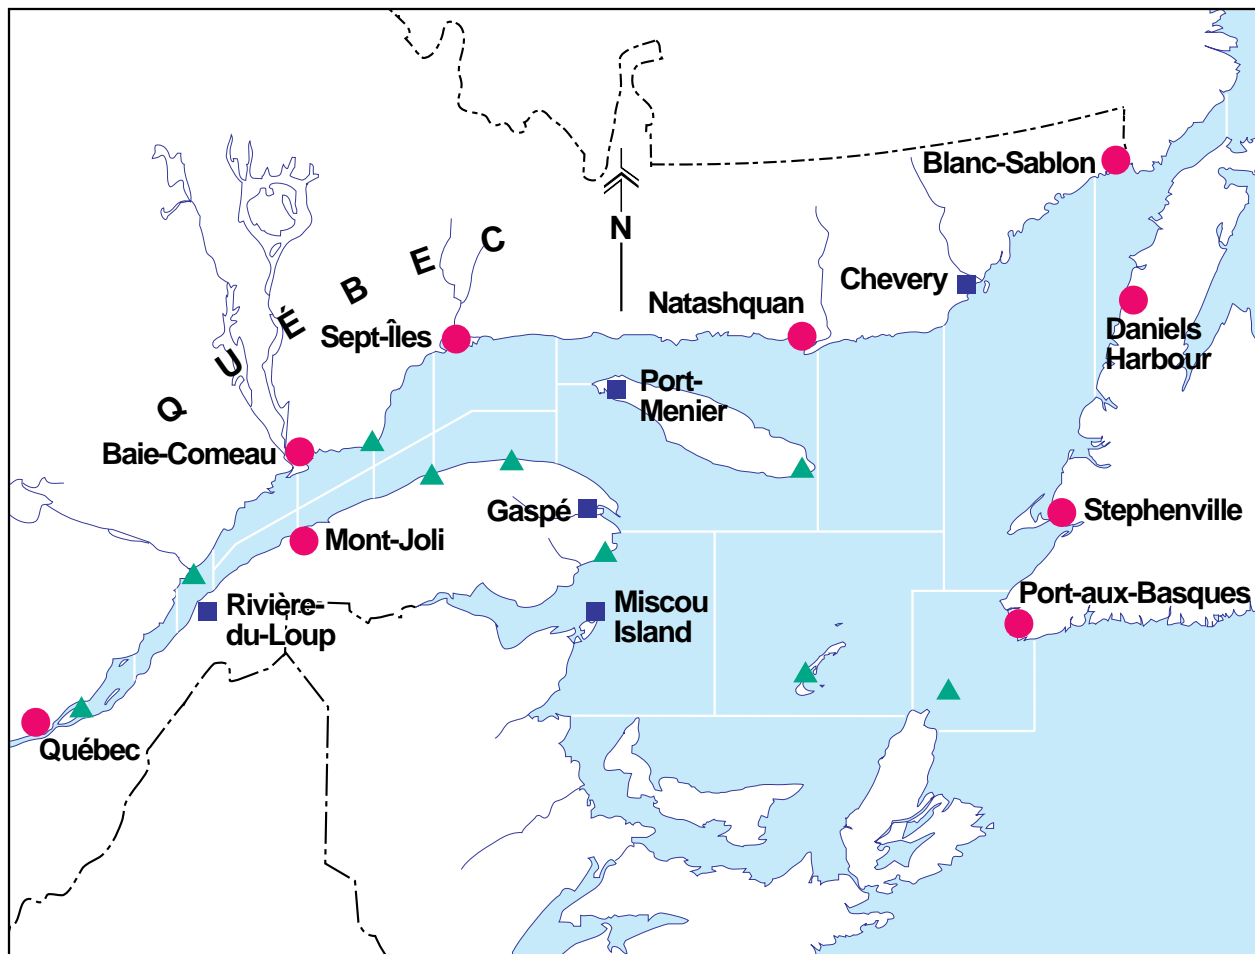 Blanc-Sablon
N
QUÉBEC
Chevery
Natashquan
Daniels
Harbour
Sept-Îles
Port-
Menier
Baie-Comeau
Gaspé
Stephenville
Mont-Joli
Port-aux-Basques
Rivière-
du-Loup
Miscou
Island
Québec